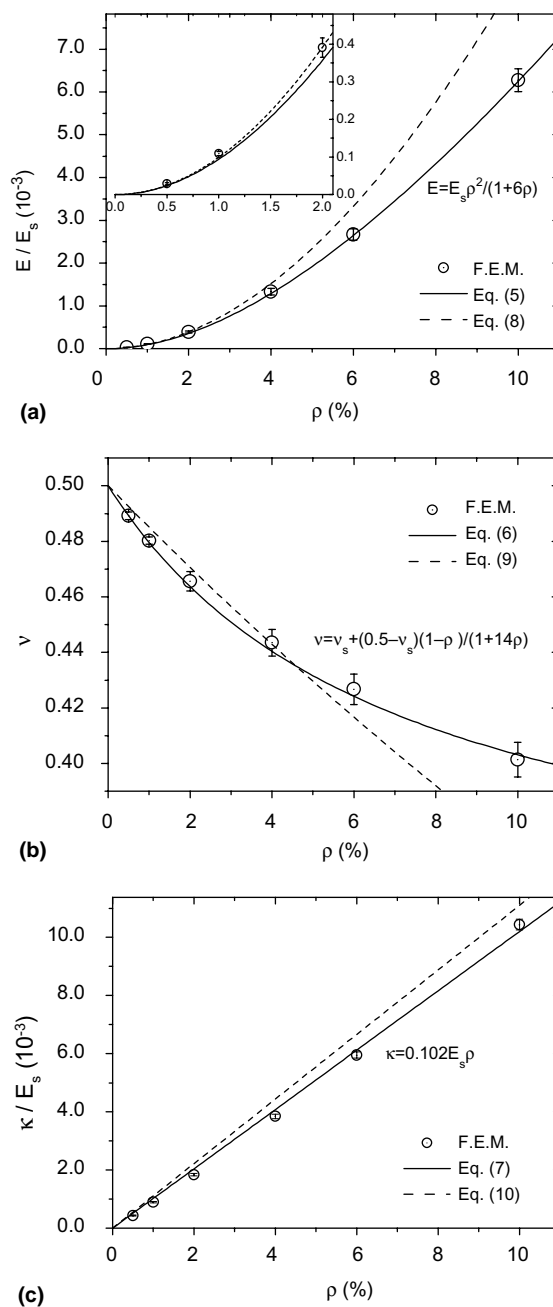 7.0
6.0
5.0
4.0
3.0
2.0
1.0
0.0
E / E_s (10^-3)
0.4
0.3
0.2
0.1
0.0
0.0 0.5 1.0 1.5 2.0
E=E_sρ^2/(1+6ρ)
F.E.M.
Eq. (5)
Eq. (8)
0 2 4 6 8 10
ρ (%)
(a)
0.50
0.48
0.46
0.44
0.42
0.40
ν
F.E.M.
Eq. (6)
Eq. (9)
ν=ν_s+(0.5–ν_s)(1–ρ)/(1+14ρ)
0 2 4 6 8 10
ρ (%)
(b)
10.0
8.0
6.0
4.0
2.0
0.0
κ / E_s (10^-3)
κ=0.102E_sρ
F.E.M.
Eq. (7)
Eq. (10)
0 2 4 6 8 10
ρ (%)
(c)